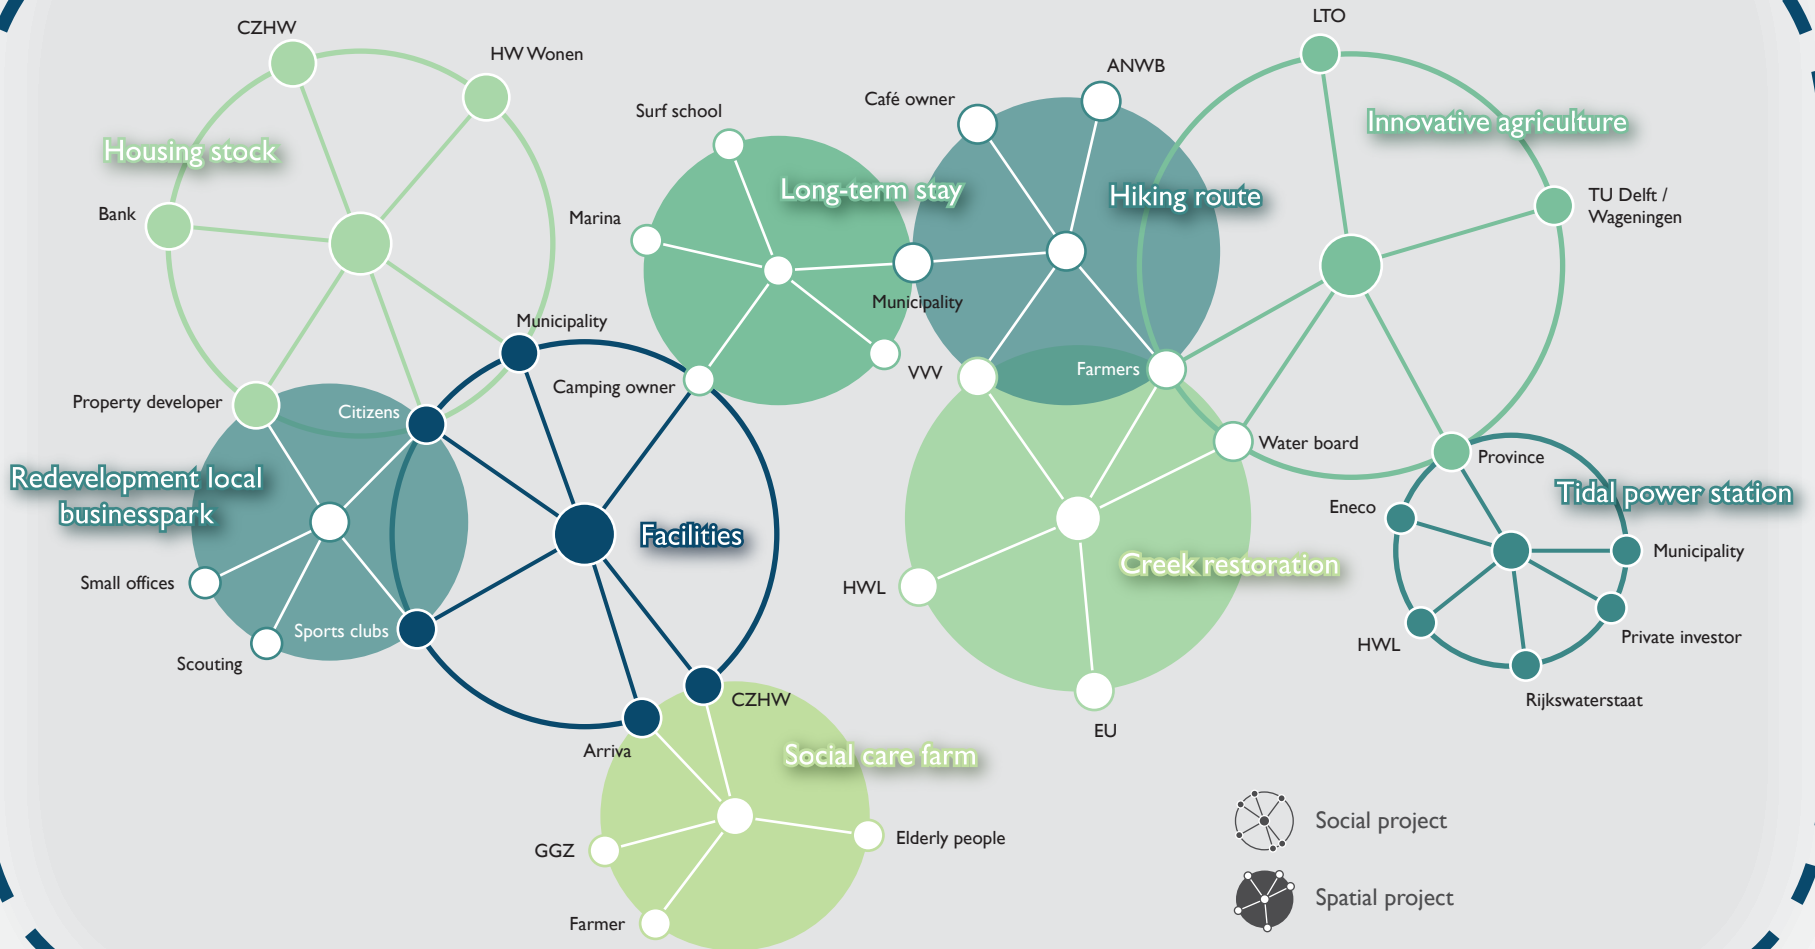 LTO
CZHW
HW Wonen
ANWB
Café owner
Surf school
Innovative agriculture
Housing stock
Long-term stay
Hiking route
TU Delft /
Wageningen
Bank
Marina
Municipality
Municipality
VVV
Farmers
Camping owner
Property developer
Citizens
Water board
Province
Redevelopment local
businesspark
Tidal power station
Eneco
Facilities
Municipality
Creek restoration
Small offices
HWL
Sports clubs
Private investor
HWL
Scouting
CZHW
Rijkswaterstaat
EU
Arriva
Social care farm
Social project
Elderly people
GGZ
Spatial project
Farmer